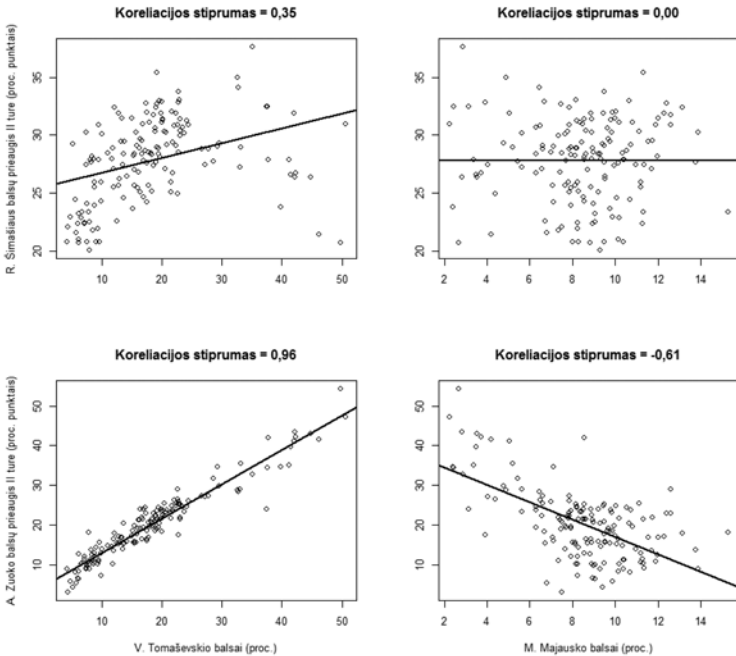 Koreliacijos stiprumas = 0,35
R. Šimašiaus balsų prieaugis II ture (proc. punktais)
35
30
25
20
10 20 30 40 50
Koreliacijos stiprumas = 0,00
35
30
25
20
2 4 6 8 10 12 14
Koreliacijos stiprumas = 0,96
A. Zuoko balsų prieaugis II ture (proc. punktais)
50
40
30
20
10
10 20 30 40 50
V. Tomaševskio balsai (proc.)
Koreliacijos stiprumas = -0,61
50
40
30
20
10
2 4 6 8 10 12 14
M. Majausko balsai (proc.)